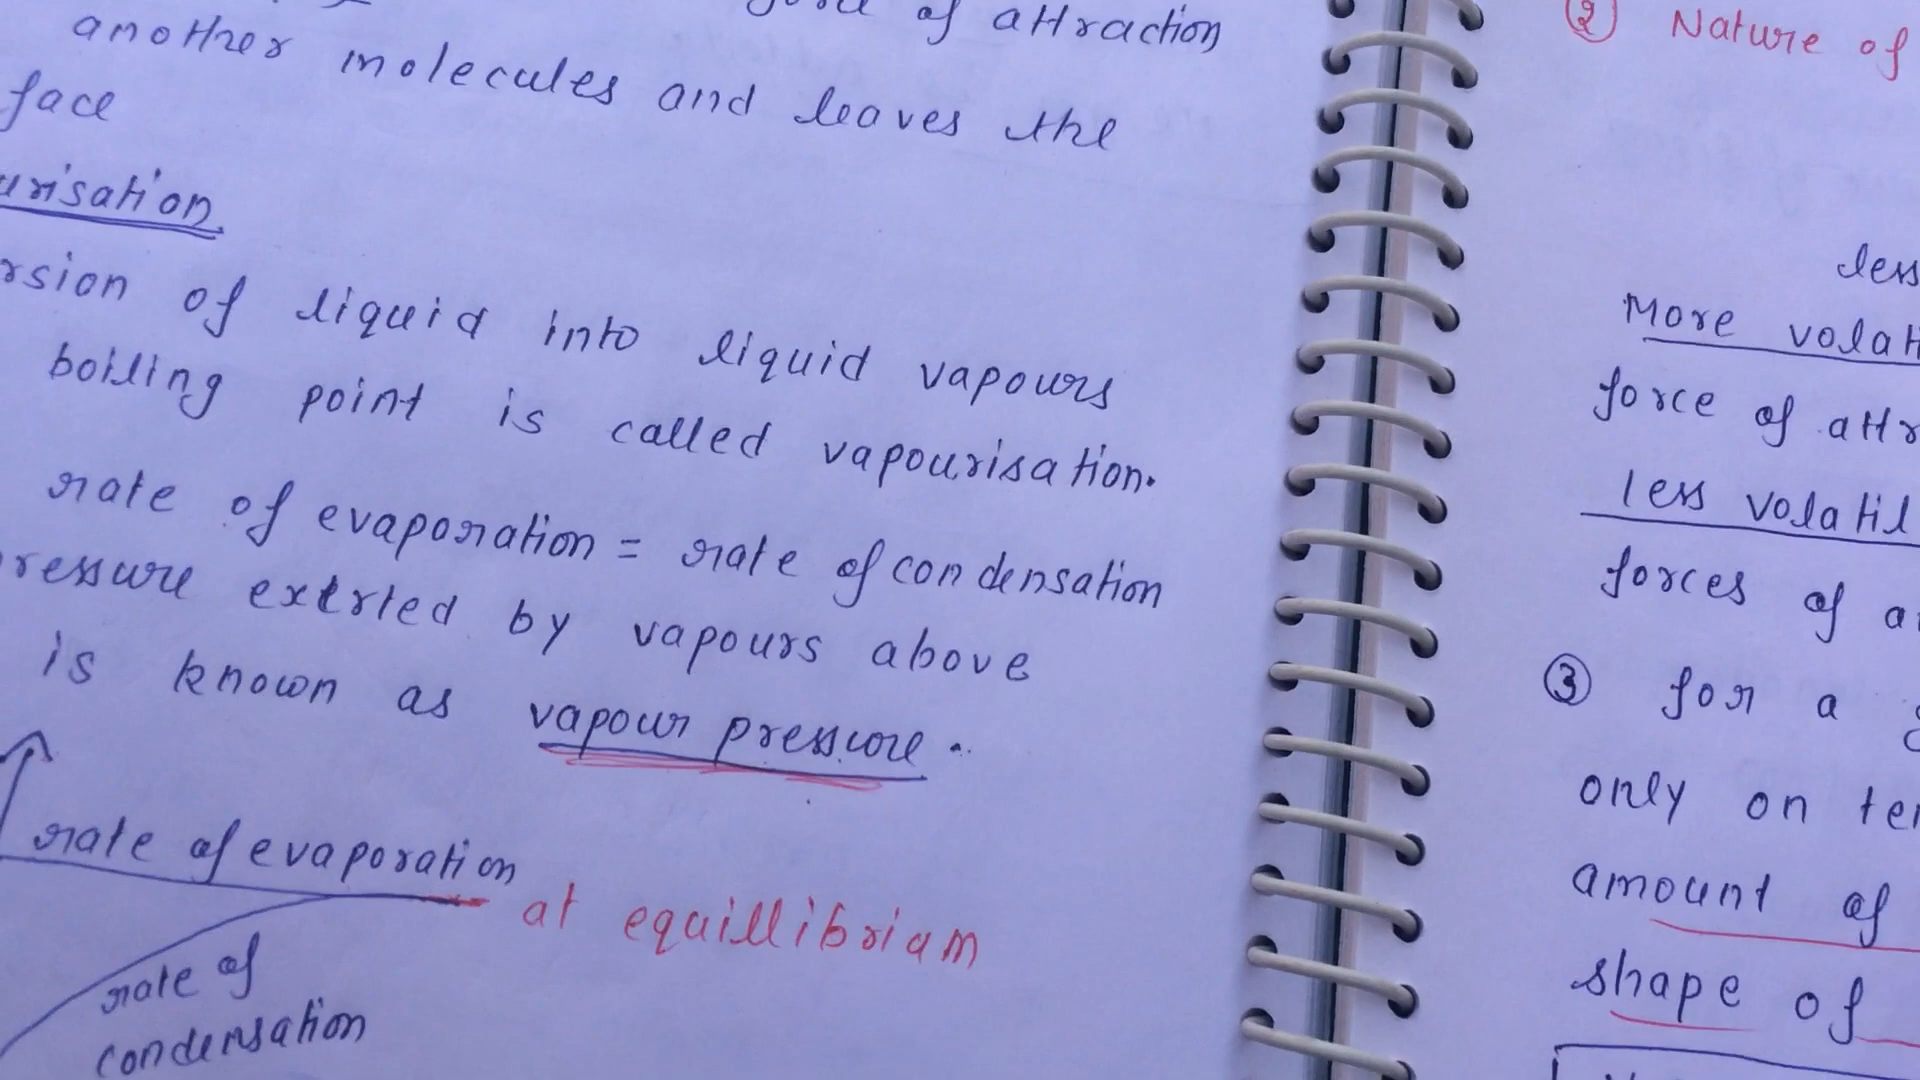 of attraction
another molecules and leaves the
face
urisation
rsion of liquid into liquid vapours
boiling point is called vapourisation.
rate of evaporation = rate of condensation
ressure exerted by vapours above
is known as vapour pressure.
rate of evaporation
at equillibriam
rate of
condensation
② Nature of
less
More volat
force of attr
less volatil
forces of a
③ for a g
only on te
amount of
shape of